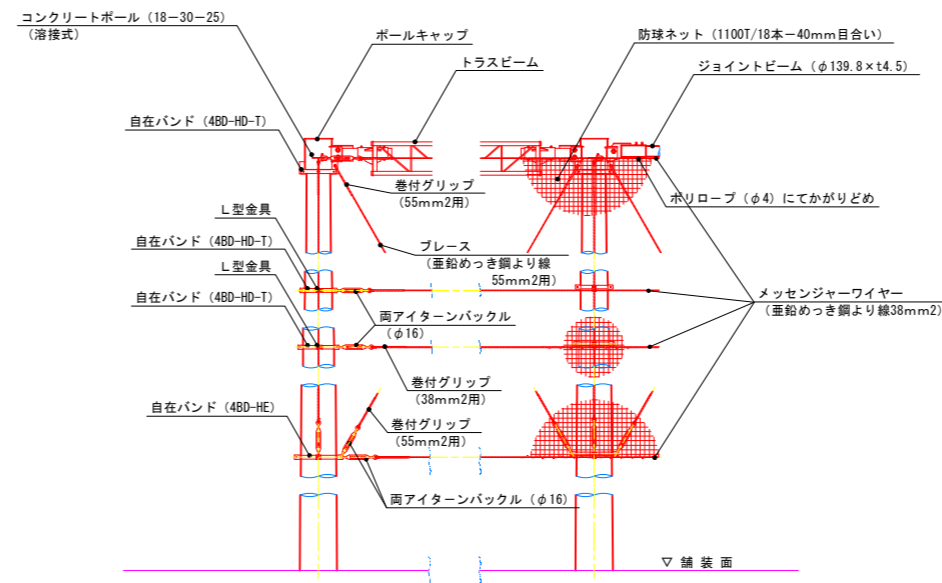 コンクリートポール（18－30－25）
（溶接式）
ポールキャップ
トラスビーム
防球ネット（1100T/18本－40mm目合い）
ジョイントビーム（φ139.8×t4.5）
自在バンド（4BD-HD-T）
巻付グリップ
（55mm2用）
ポリロープ（φ4）にてかがりどめ
L型金具
自在バンド（4BD-HD-T）
L型金具
自在バンド（4BD-HD-T）
ブレース
（亜鉛めっき鋼より線
55mm2用）
メッセンジャーワイヤー
（亜鉛めっき鋼より線38mm2）
両アイターンバックル
（φ16）
巻付グリップ
（38mm2用）
自在バンド（4BD-HE）
巻付グリップ
（55mm2用）
両アイターンバックル（φ16）
▽ 舗装面